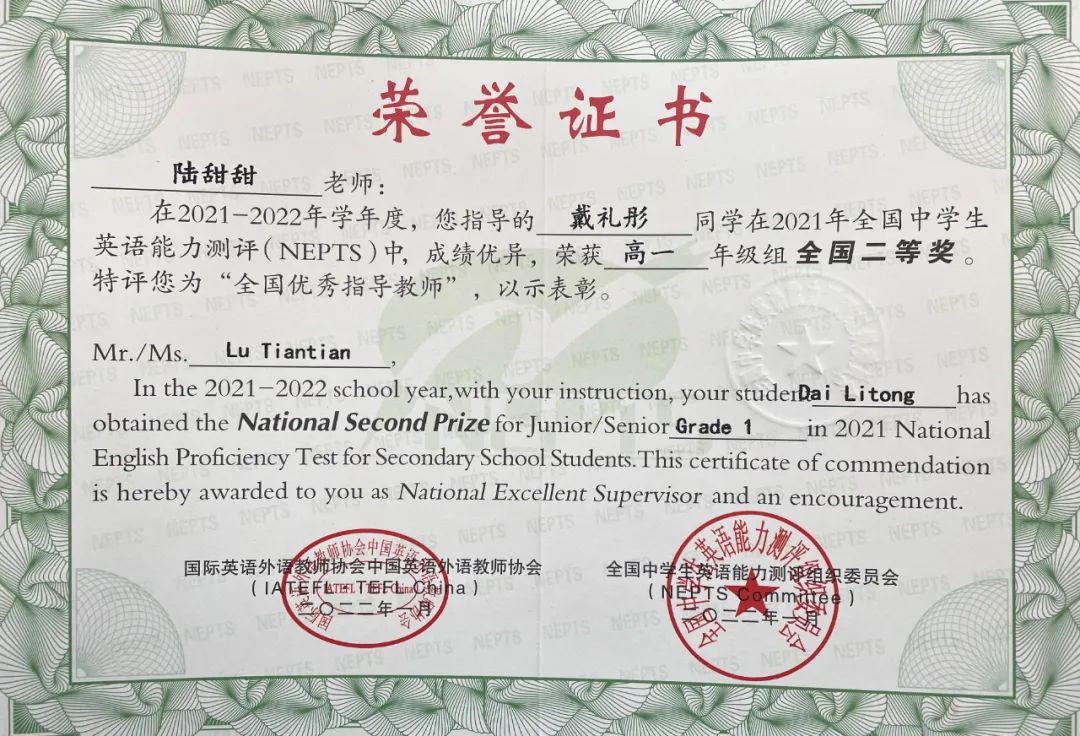 荣誉证书
陆甜甜 老师：
在2021-2022年学年度，您指导的 戴礼彤 同学在2021年全国中学生
英语能力测评(NEPTS)中，成绩优异，荣获 高一 年级组 全国二等奖。
特评您为“全国优秀指导教师”，以示表彰。
Mr./Ms. Lu Tiantian ,
In the 2021-2022 school year, with your instruction, your student Dai Litong has
obtained the National Second Prize for Junior/Senior Grade 1 in 2021 National
English Proficiency Test for Secondary School Students. This certificate of commendation
is hereby awarded to you as National Excellent Supervisor and an encouragement.
国际英语外语教师协会中国英语外语教师协会
(IATEFL - TEFL China)
二〇二二年一月
全国中学生英语能力测评组织委员会
(NEPTS Committee)
二〇二二年一月